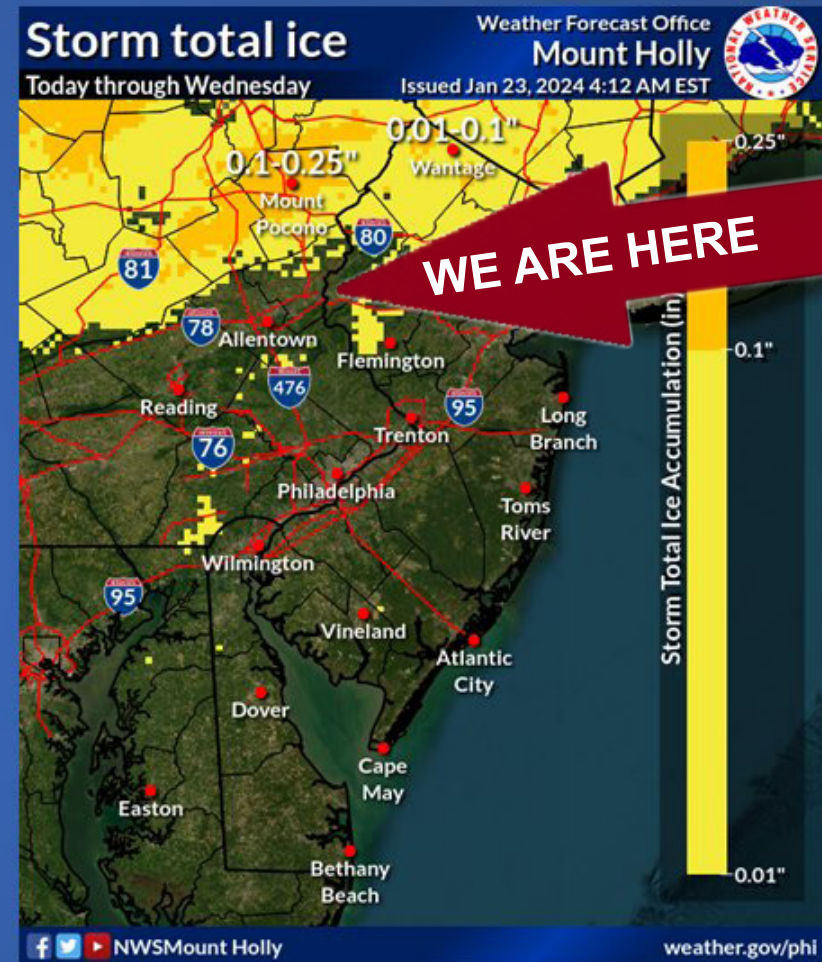 Storm total ice
Today through Wednesday
Weather Forecast Office
Mount Holly
Issued Jan 23, 2024 4:12 AM EST
NATIONAL WEATHER SERVICE
0.01-0.1"
Wantage
0.1-0.25"
Mount
Pocono
80
81
WE ARE HERE
78
Allentown
Flemington
476
Reading
95
Long
Branch
Trenton
76
Philadelphia
Toms
River
Wilmington
95
Vineland
Atlantic
City
Dover
Cape
May
Easton
Bethany
Beach
0.25"
0.1"
0.01"
Storm Total Ice Accumulation (in)
NWSMount Holly
weather.gov/phi